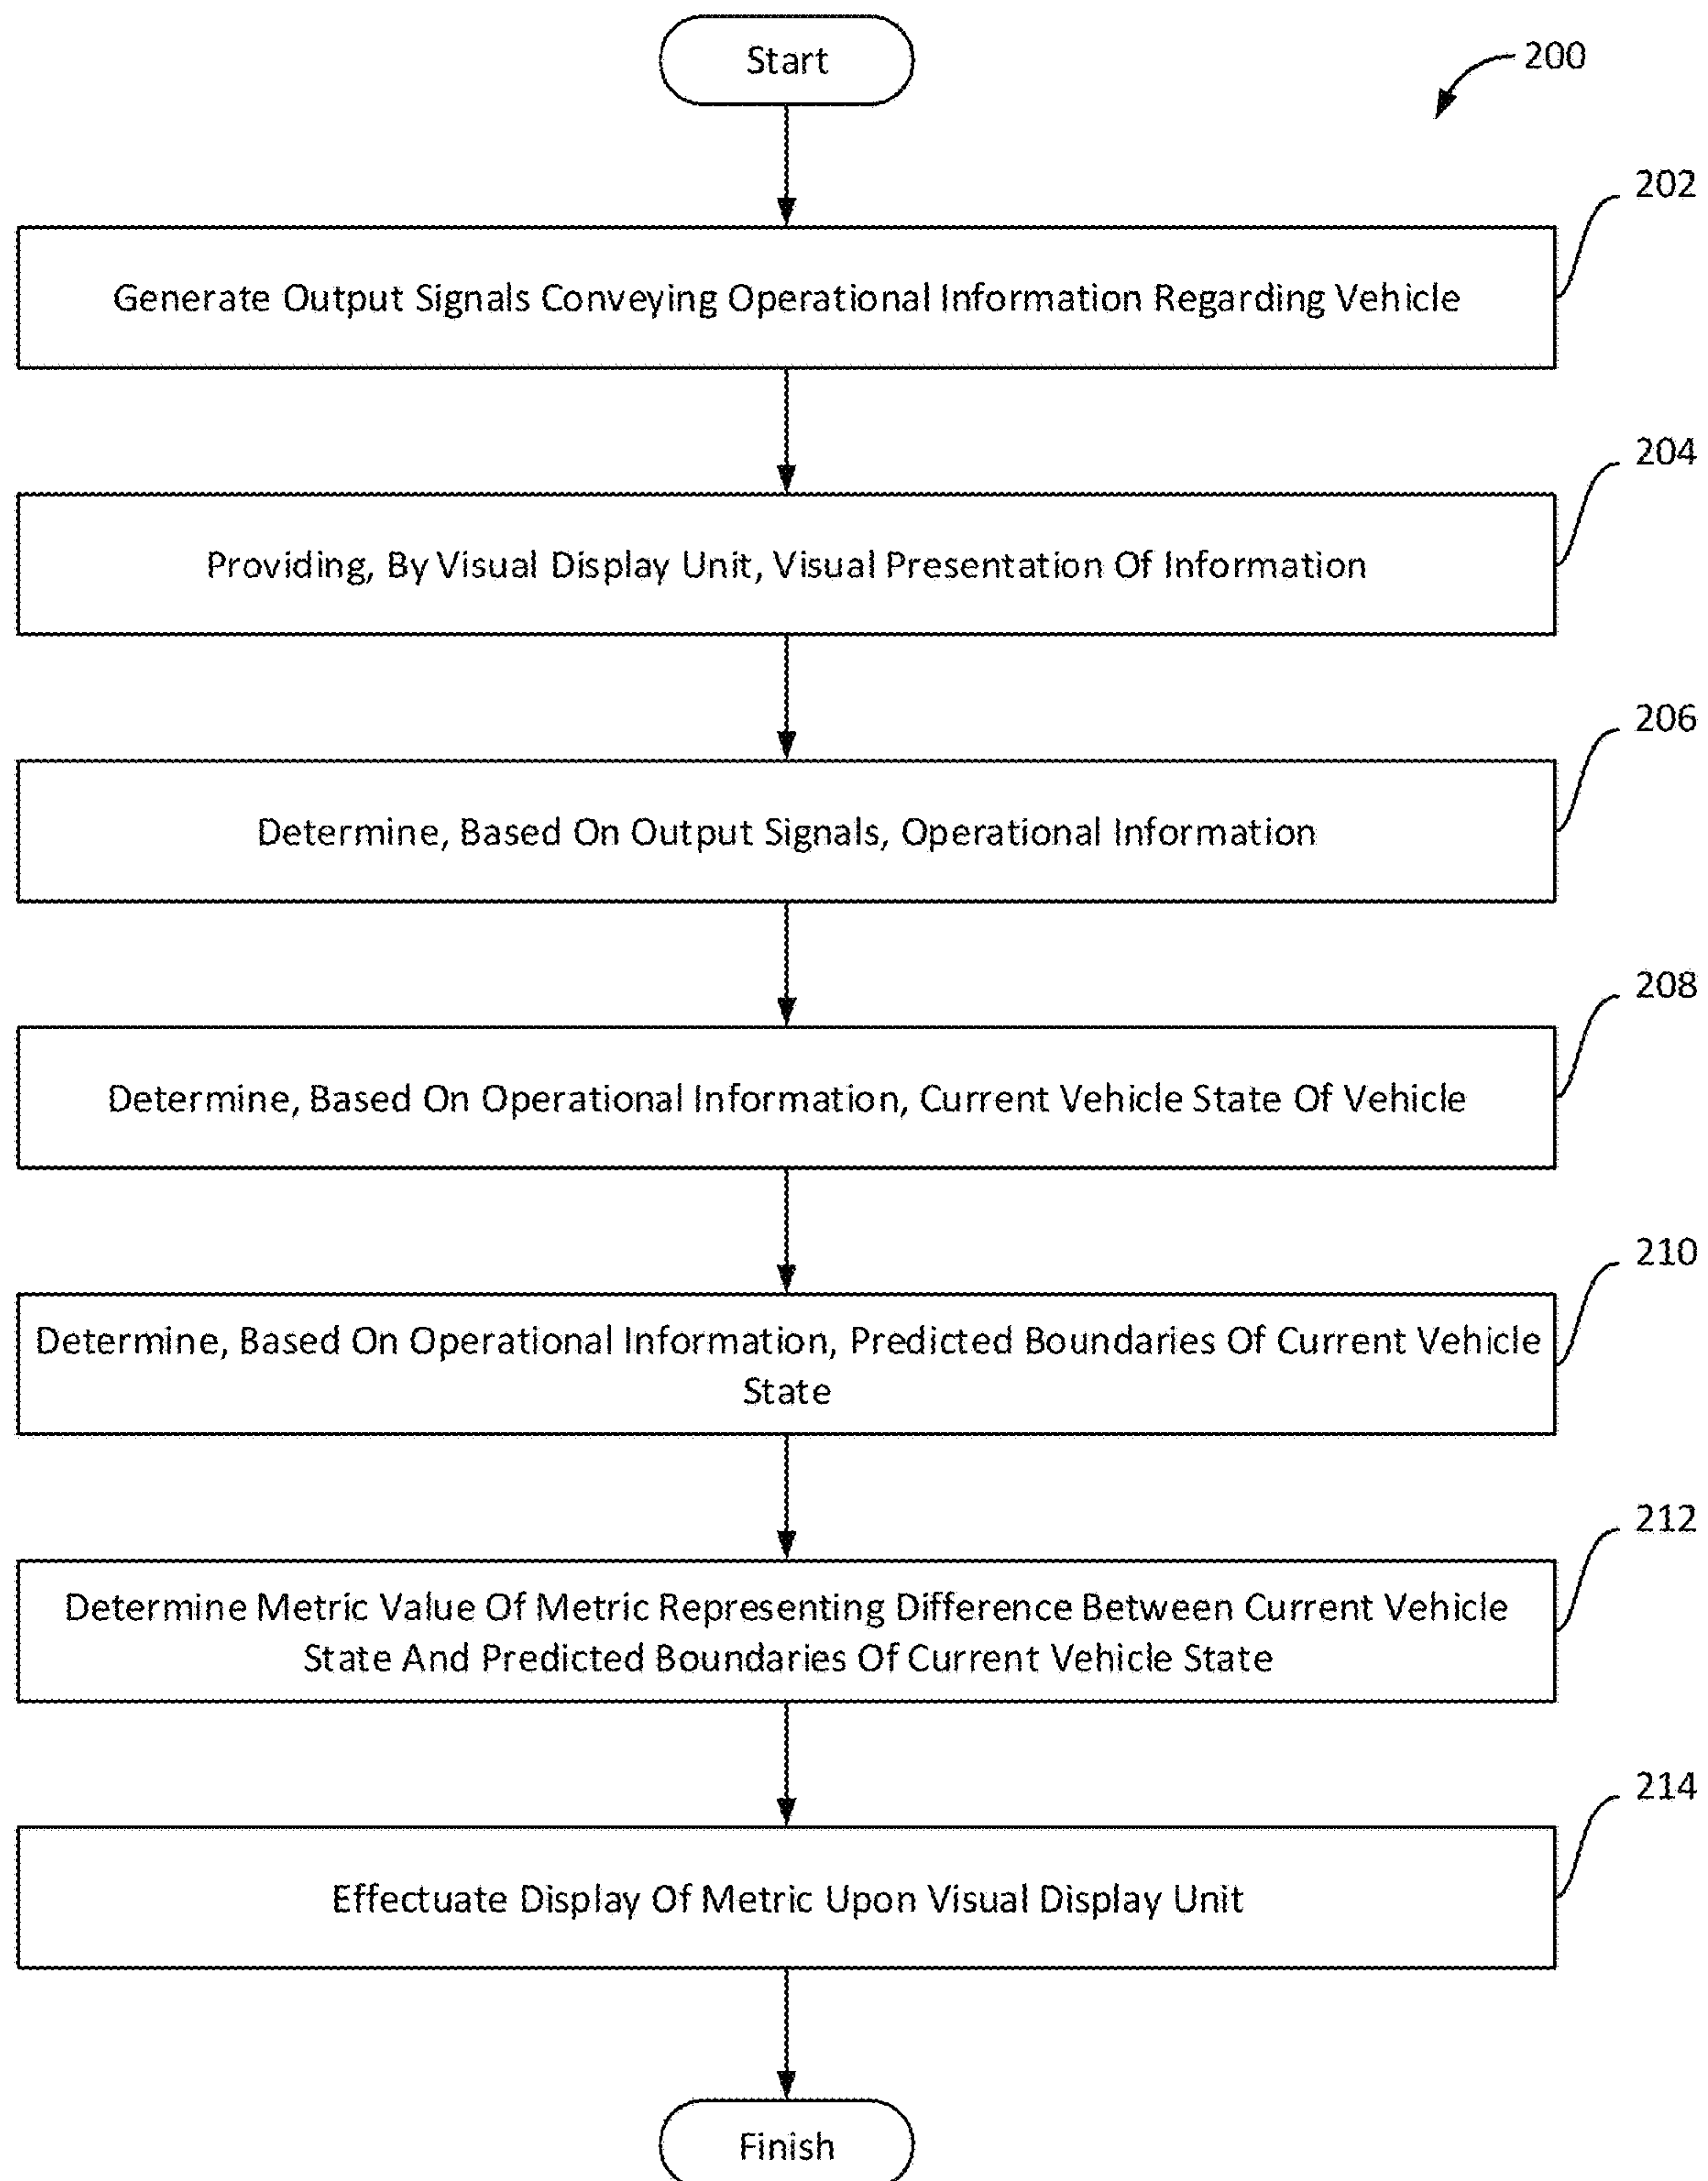 Start
200
202
Generate Output Signals Conveying Operational Information Regarding Vehicle
204
Providing, By Visual Display Unit, Visual Presentation Of Information
206
Determine, Based On Output Signals, Operational Information
208
Determine, Based On Operational Information, Current Vehicle State Of Vehicle
210
Determine, Based On Operational Information, Predicted Boundaries Of Current Vehicle
State
212
Determine Metric Value Of Metric Representing Difference Between Current Vehicle
State And Predicted Boundaries Of Current Vehicle State
214
Effectuate Display Of Metric Upon Visual Display Unit
Finish